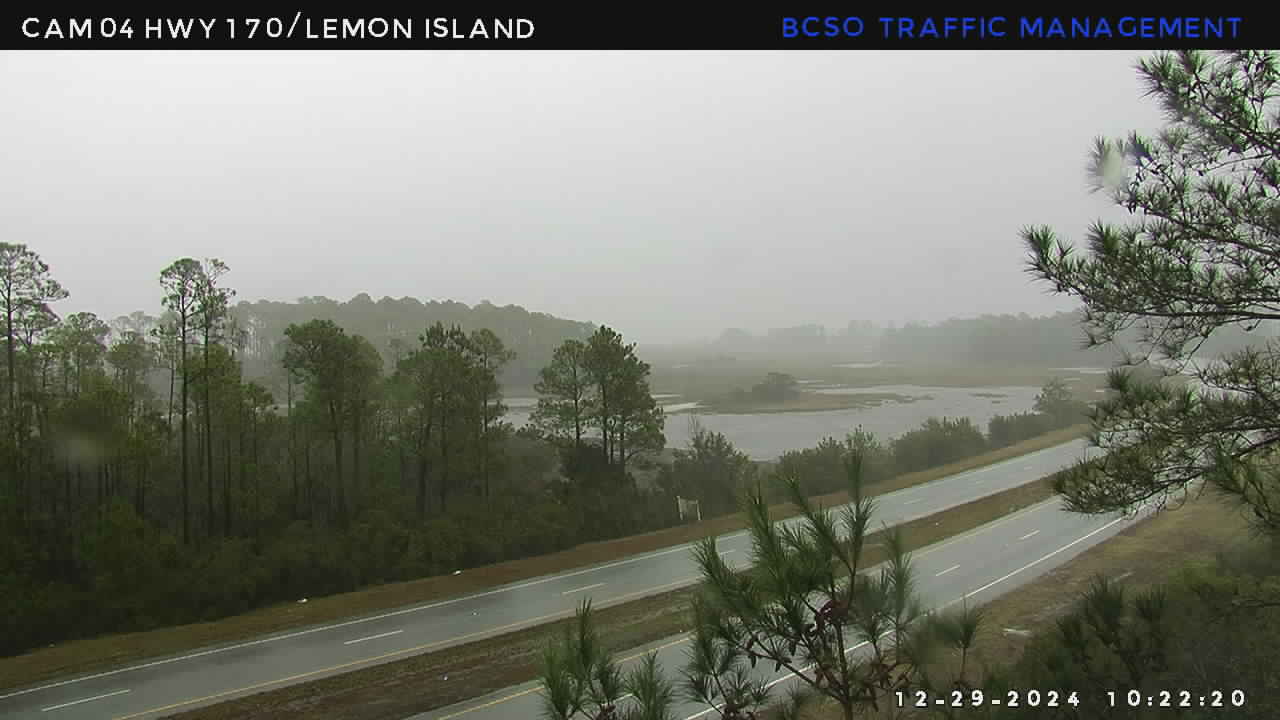 CAM 04 HWY 170/LEMON ISLAND
BCSO TRAFFIC MANAGEMENT
12-29-2024 10:22:20